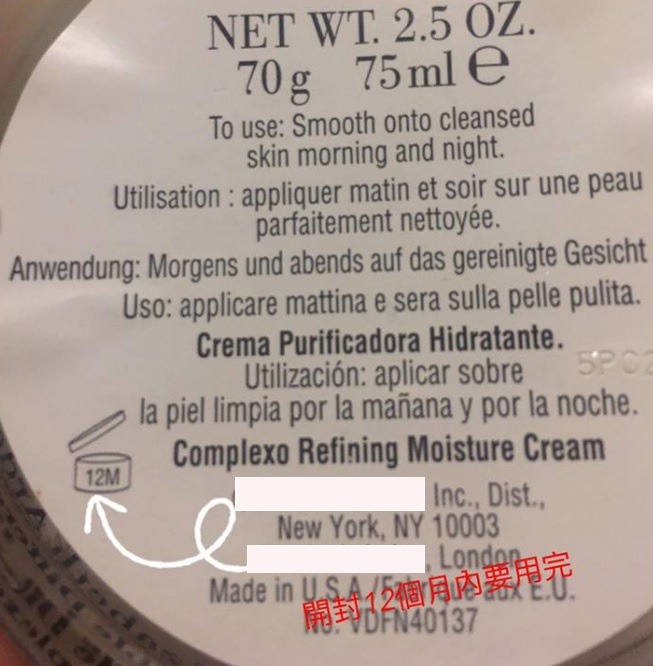 NET WT. 2.5 OZ.
70 g 75 ml e
To use: Smooth onto cleansed
skin morning and night.
Utilisation : appliquer matin et soir sur une peau
parfaitement nettoyée.
Anwendung: Morgens und abends auf das gereinigte Gesicht
Uso: applicare mattina e sera sulla pelle pulita.
Crema Purificadora Hidratante.
Utilización: aplicar sobre
la piel limpia por la mañana y por la noche.
Complexo Refining Moisture Cream
12M
Inc., Dist.,
New York, NY 10003
, London
Made in U.S.A./ aux E.U.
開封12個月內要用完
No. VDFN40137